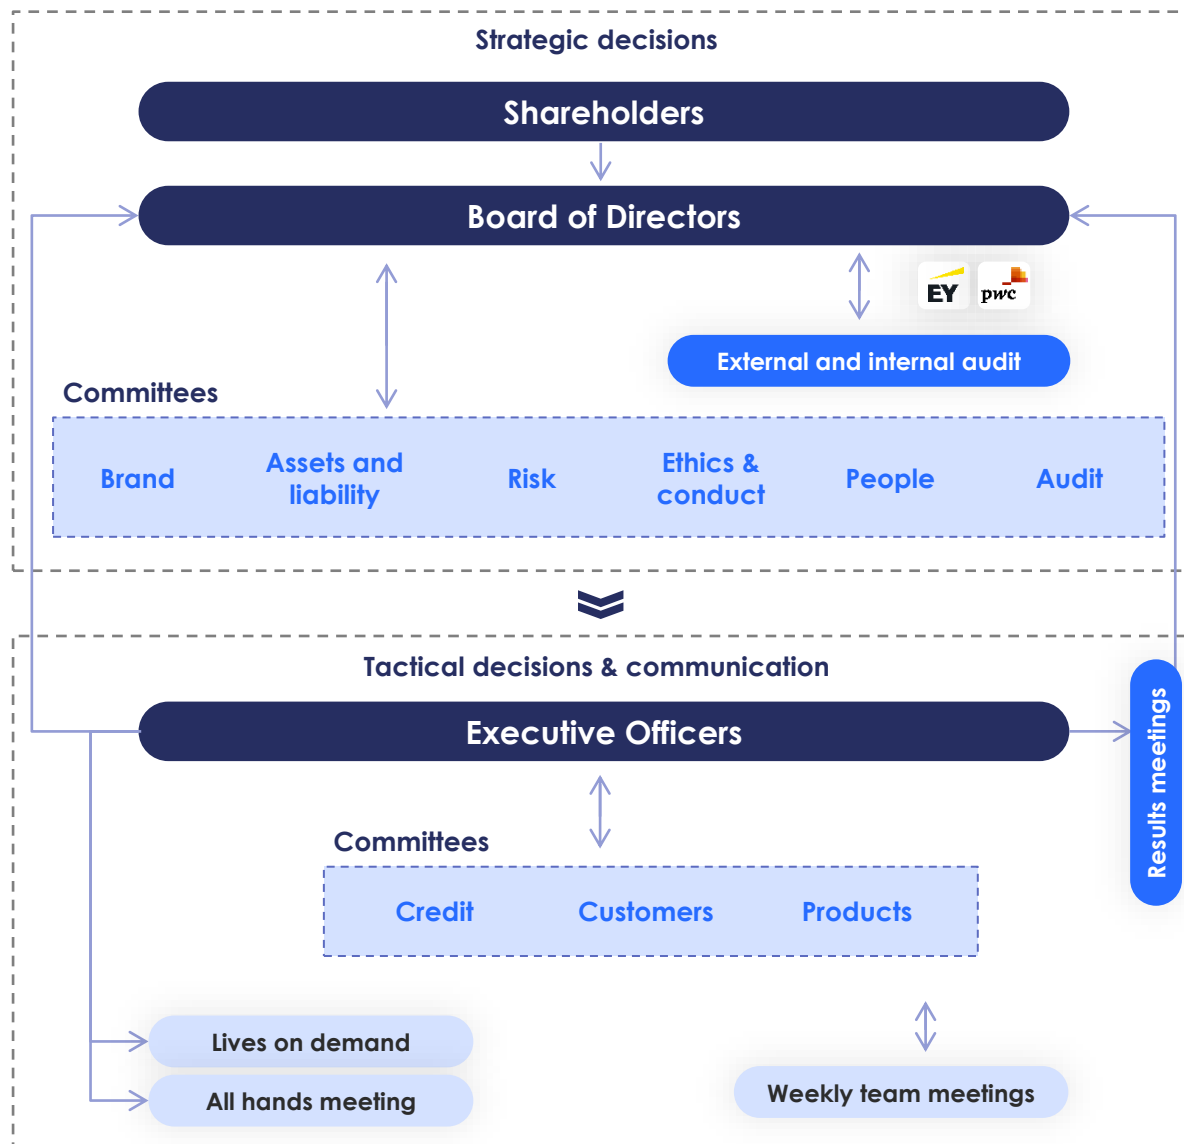 Strategic decisions
Shareholders
Board of Directors
EY
pwc
External and internal audit
Committees
Brand
Assets and
liability
Risk
Ethics &
conduct
People
Audit
Tactical decisions & communication
Executive Officers
Results meetings
Committees
Credit
Customers
Products
Lives on demand
All hands meeting
Weekly team meetings